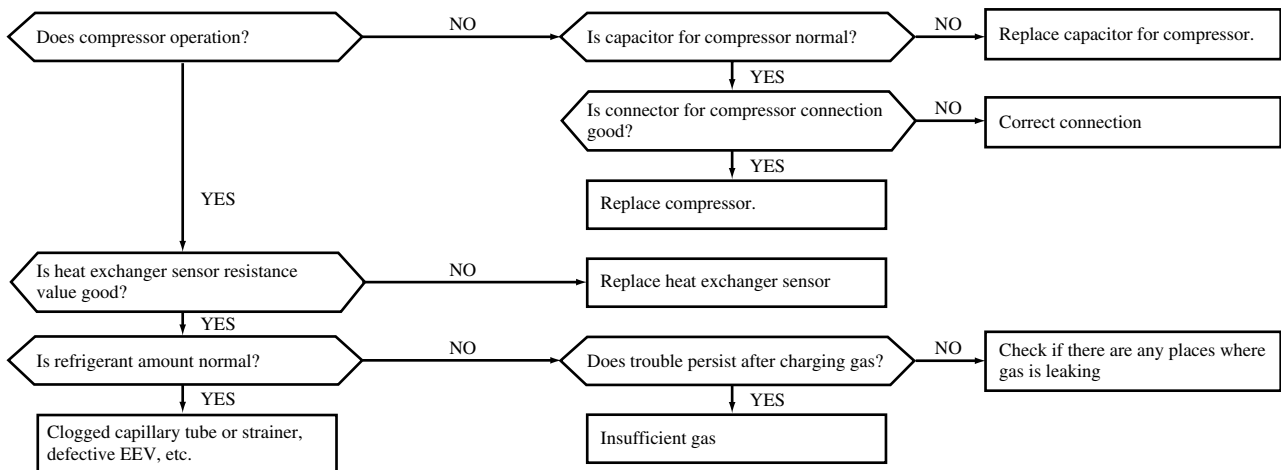 Does compressor operation?
NO
Is capacitor for compressor normal?
NO
Replace capacitor for compressor.
YES
Is connector for compressor connection
good?
NO
Correct connection
YES
YES
Replace compressor.
Is heat exchanger sensor resistance
value good?
NO
Replace heat exchanger sensor
YES
Is refrigerant amount normal?
NO
Does trouble persist after charging gas?
NO
Check if there are any places where
gas is leaking
YES
YES
Clogged capillary tube or strainer,
defective EEV, etc.
Insufficient gas